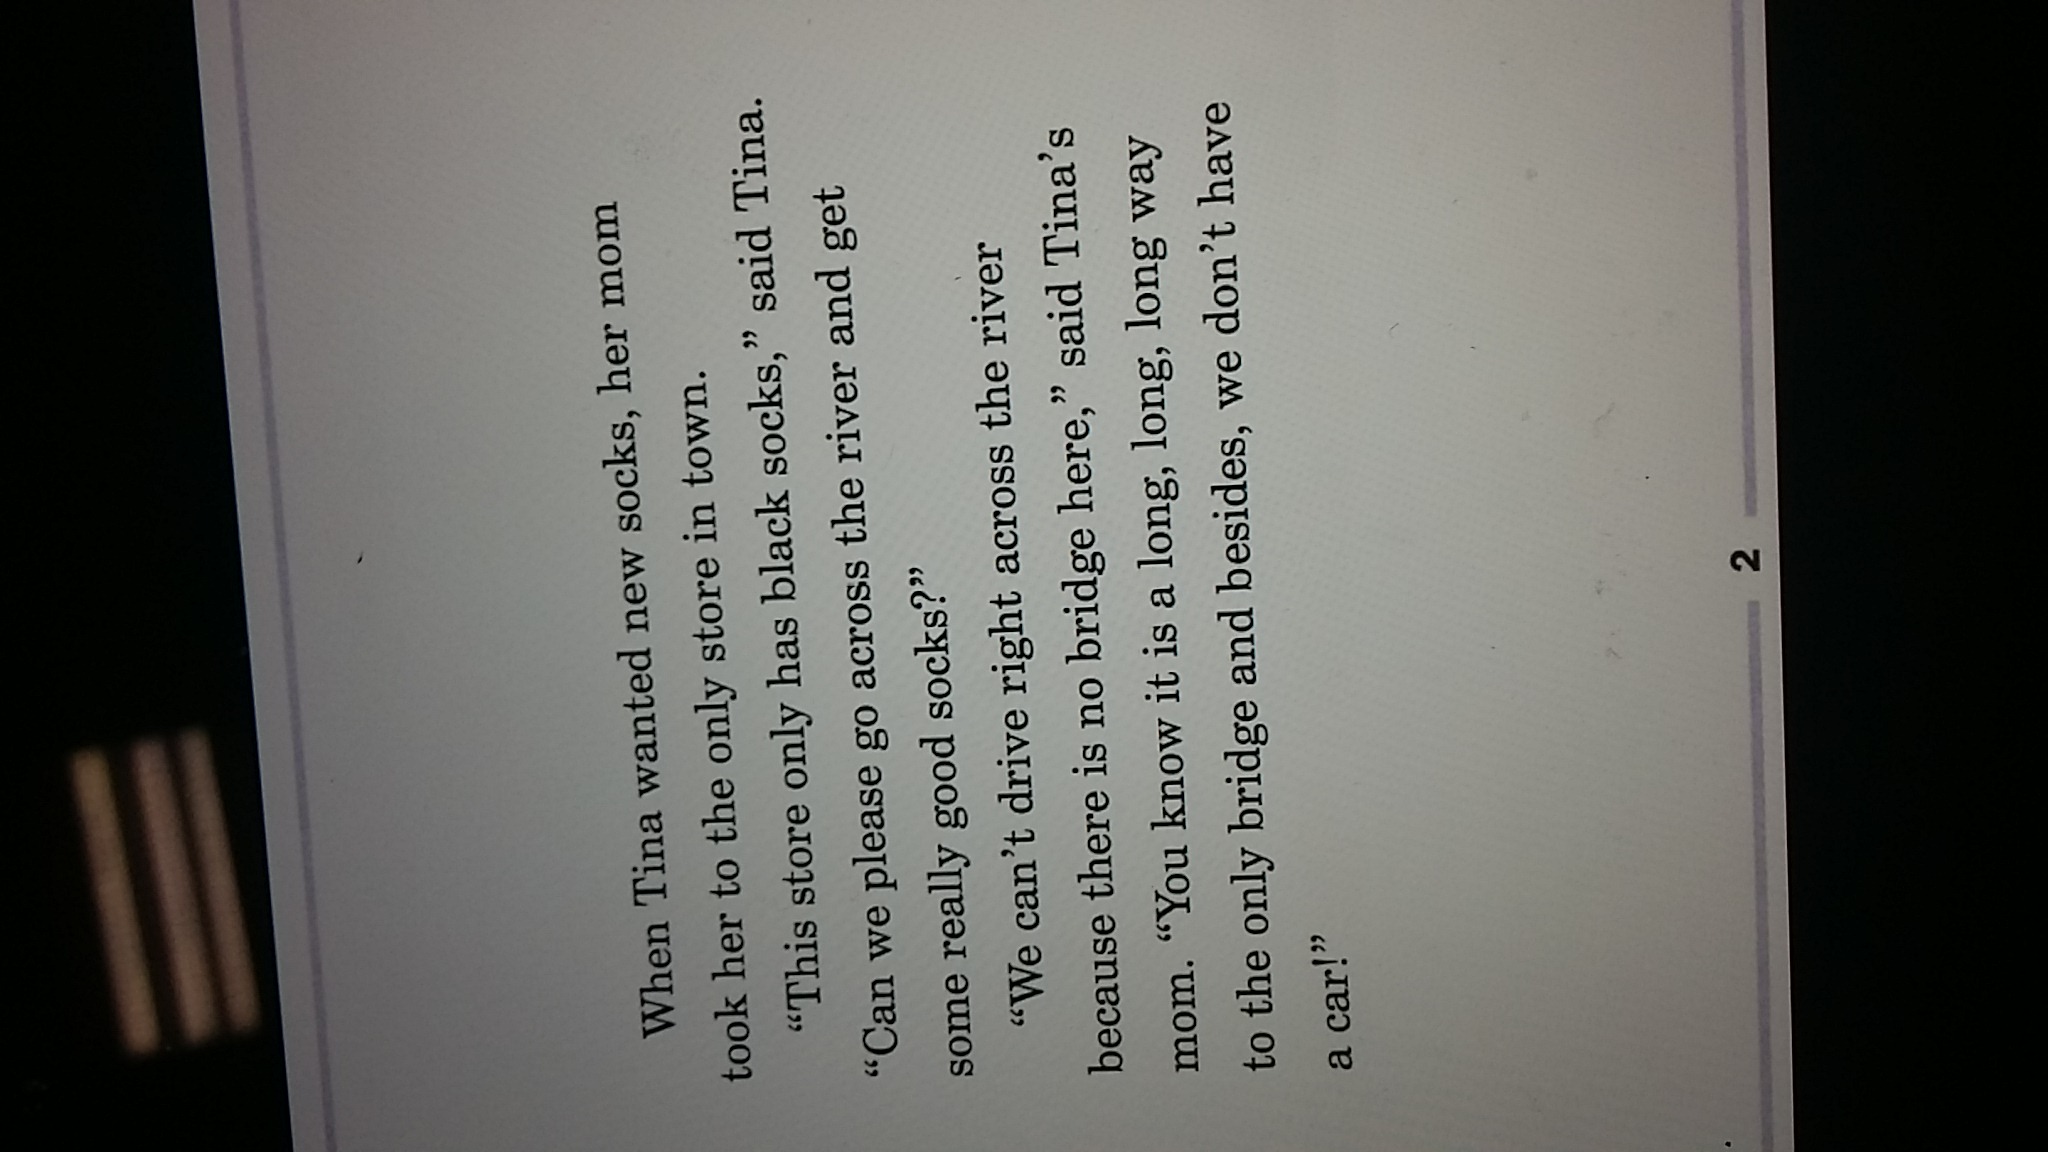 When Tina wanted new socks, her mom
took her to the only store in town.
“This store only has black socks,” said Tina.
“Can we please go across the river and get
some really good socks?”
“We can’t drive right across the river
because there is no bridge here,” said Tina’s
mom. “You know it is a long, long, long way
to the only bridge and besides, we don’t have
a car!”
2